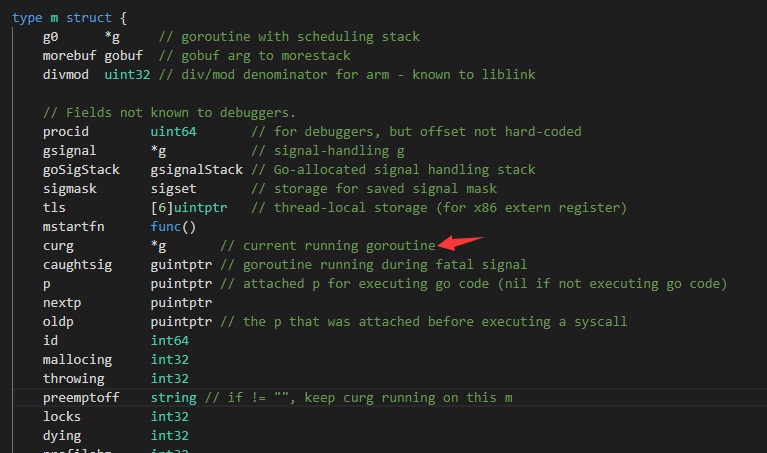 type m struct {
g0 *g // goroutine with scheduling stack
morebuf gobuf // gobuf arg to morestack
divmod uint32 // div/mod denominator for arm - known to liblink
// Fields not known to debuggers.
procid uint64 // for debuggers, but offset not hard-coded
gsignal *g // signal-handling g
goSigStack gsignalStack // Go-allocated signal handling stack
sigmask sigset // storage for saved signal mask
tls [6]uintptr // thread-local storage (for x86 extern register)
mstartfn func()
curg *g // current running goroutine
caughtsig guintptr // goroutine running during fatal signal
p puintptr // attached p for executing go code (nil if not executing go code)
nextp puintptr
oldp puintptr // the p that was attached before executing a syscall
id int64
mallocing int32
throwing int32
preemptoff string // if != "", keep curg running on this m
locks int32
dying int32